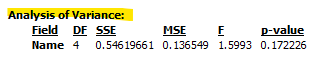 Analysis of Variance:
Field DF SSE MSE F p-value
Name 4 0.54619661 0.136549 1.5993 0.172226